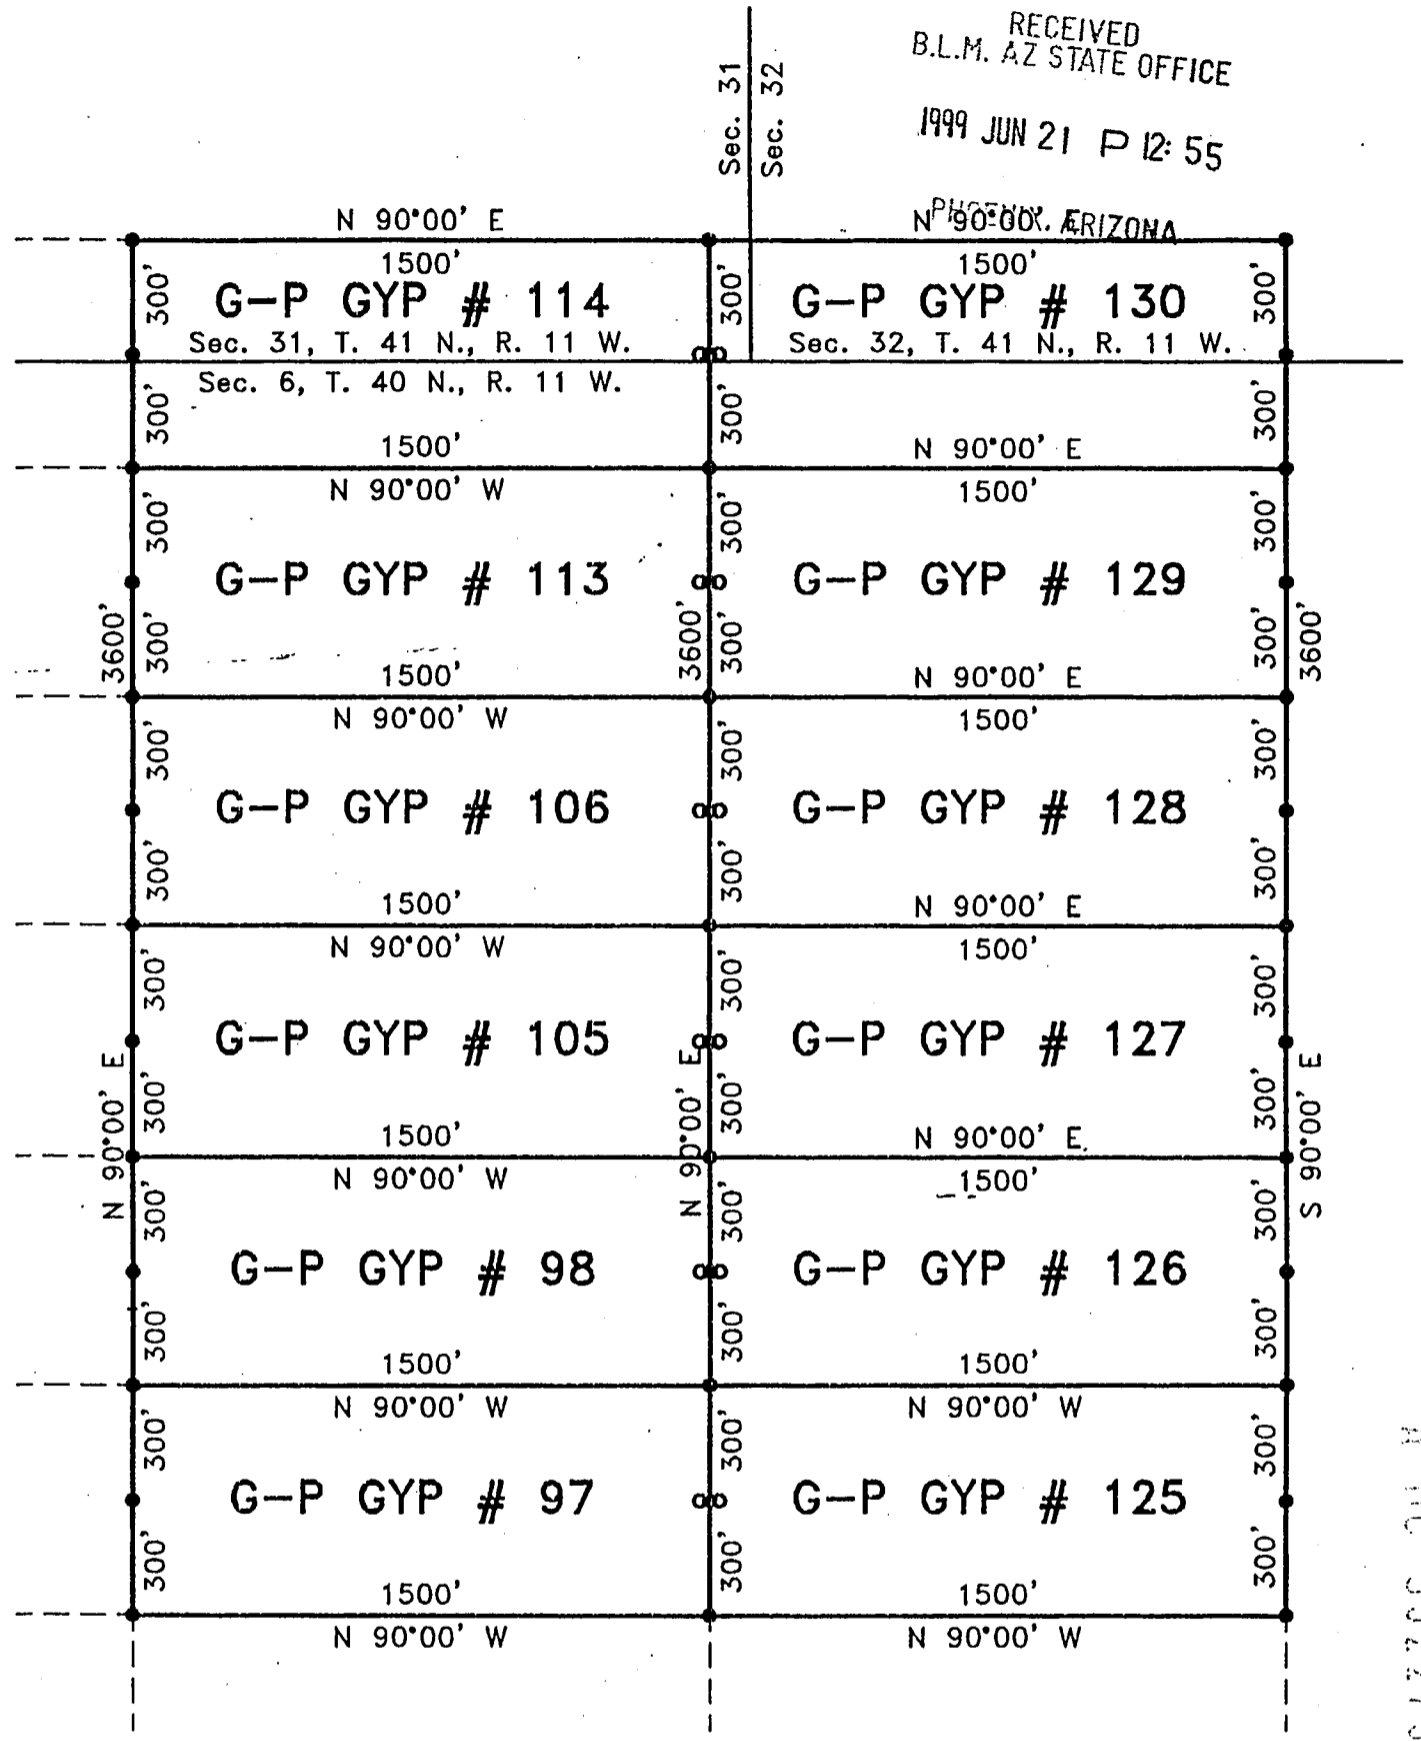 RECEIVED
B.L.M. AZ STATE OFFICE
1999 JUN 21 P 12: 55
ARIZONA
Sec. 31
Sec. 32
N 90°00' E
N 90°00' E
1500'
1500'
300'
G-P GYP # 114
300'
G-P GYP # 130
300'
Sec. 31, T. 41 N., R. 11 W.
Sec. 32, T. 41 N., R. 11 W.
Sec. 6, T. 40 N., R. 11 W.
300'
300'
300'
1500'
N 90°00' E
N 90°00' W
1500'
300'
300'
300'
G-P GYP # 113
G-P GYP # 129
3600'
300'
3600'
300'
300'
3600'
1500'
N 90°00' E
N 90°00' W
1500'
300'
300'
300'
G-P GYP # 106
G-P GYP # 128
300'
300'
300'
1500'
N 90°00' E
N 90°00' W
1500'
300'
300'
300'
G-P GYP # 105
G-P GYP # 127
N 90°00' E
300'
N 90°00' E
300'
300'
S 90°00' E
1500'
N 90°00' E
N 90°00' W
1500'
300'
300'
300'
G-P GYP # 98
G-P GYP # 126
300'
300'
300'
1500'
1500'
N 90°00' W
N 90°00' W
300'
300'
300'
G-P GYP # 97
G-P GYP # 125
300'
300'
300'
1500'
1500'
N 90°00' W
N 90°00' W